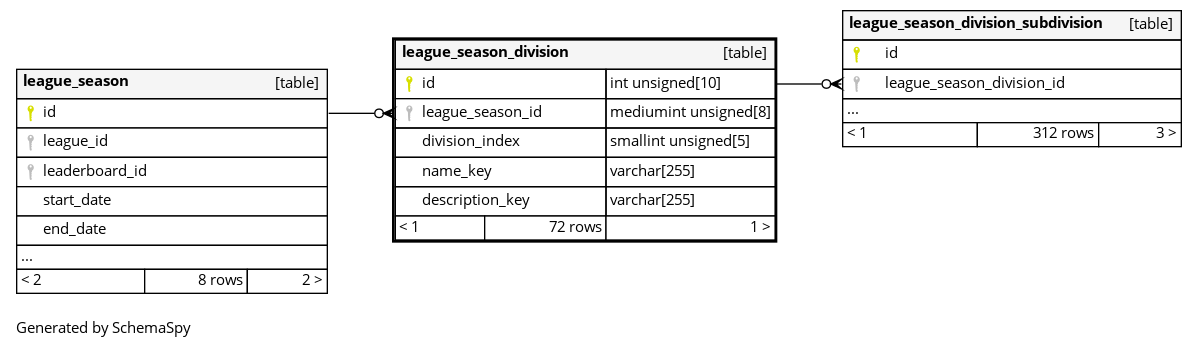 league_season [table]
id
league_id
leaderboard_id
start_date
end_date
...
< 2 8 rows 2 >
league_season_division [table]
id int unsigned[10]
league_season_id mediumint unsigned[8]
division_index smallint unsigned[5]
name_key varchar[255]
description_key varchar[255]
< 1 72 rows 1 >
league_season_division_subdivision [table]
id
league_season_division_id
...
< 1 312 rows 3 >
Generated by SchemaSpy